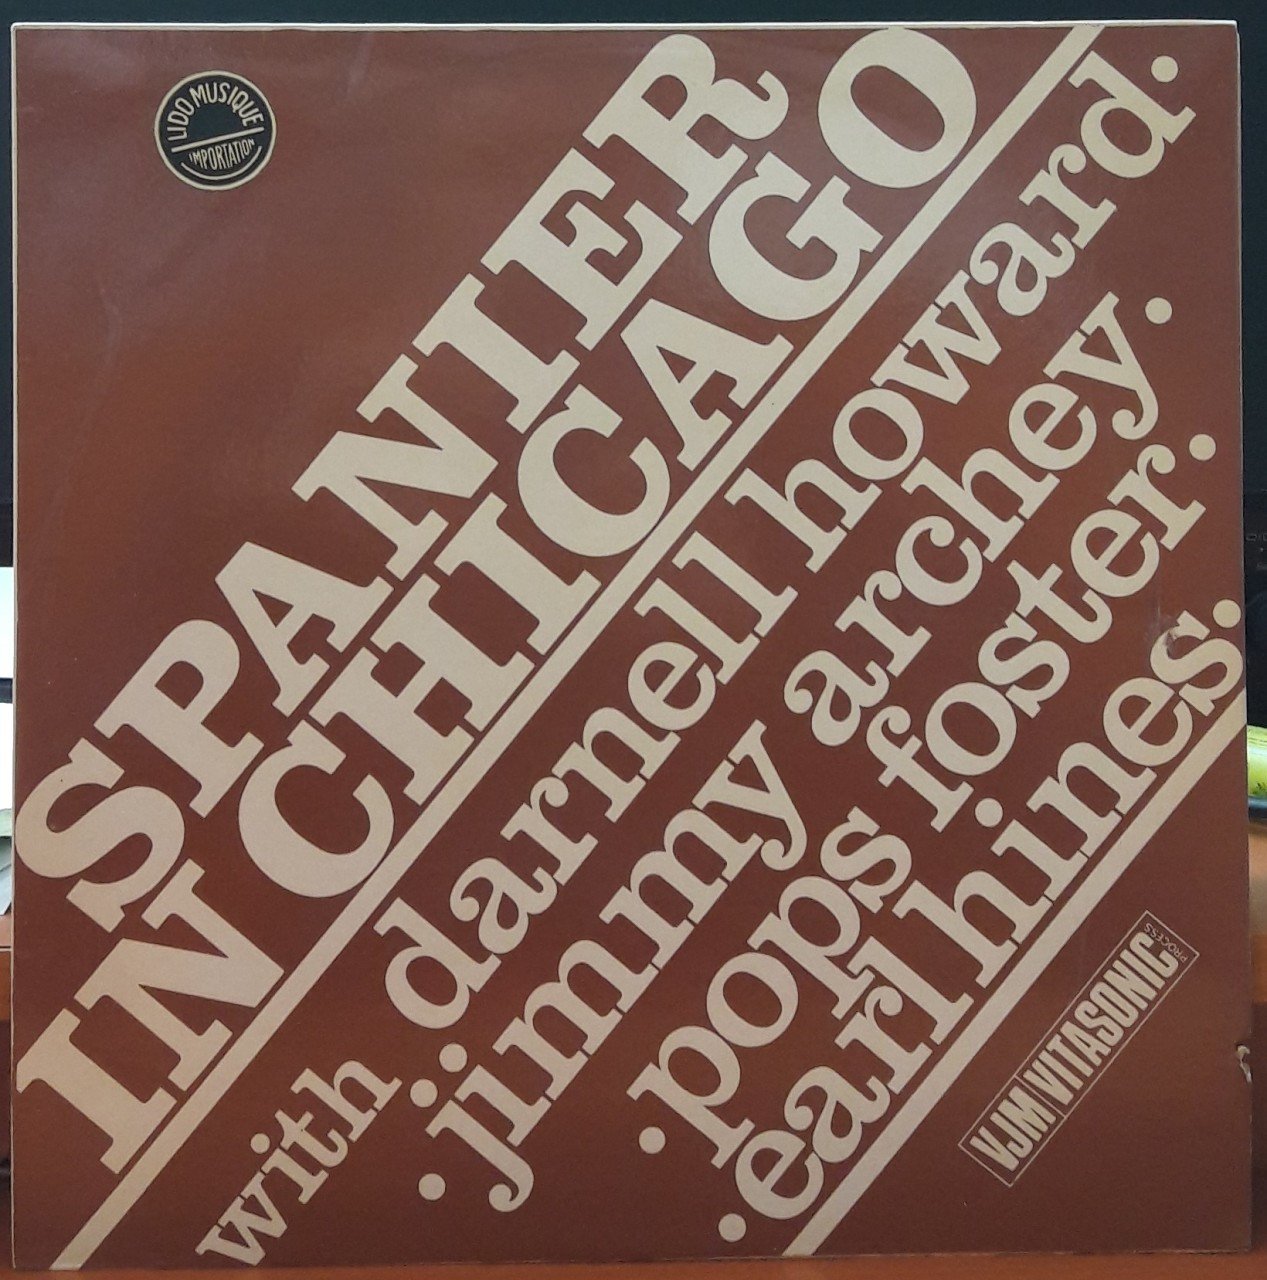 LIDO MUSIQUE
IMPORTATION
SPANIER
IN CHICAGO
with darnell howard.
.jimmy archey.
.pops foster.
.earl hines.
VJM VITASONIC
PROCESS